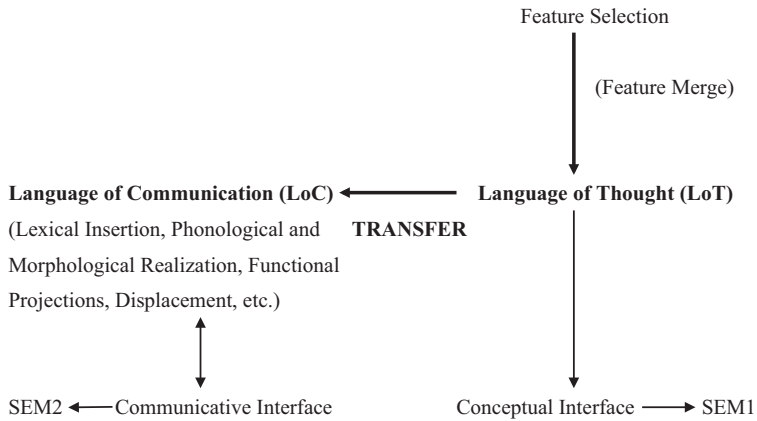 Feature Selection
(Feature Merge)
Language of Communication (LoC) Language of Thought (LoT)
(Lexical Insertion, Phonological and TRANSFER
Morphological Realization, Functional
Projections, Displacement, etc.)
SEM2 Communicative Interface Conceptual Interface SEM1